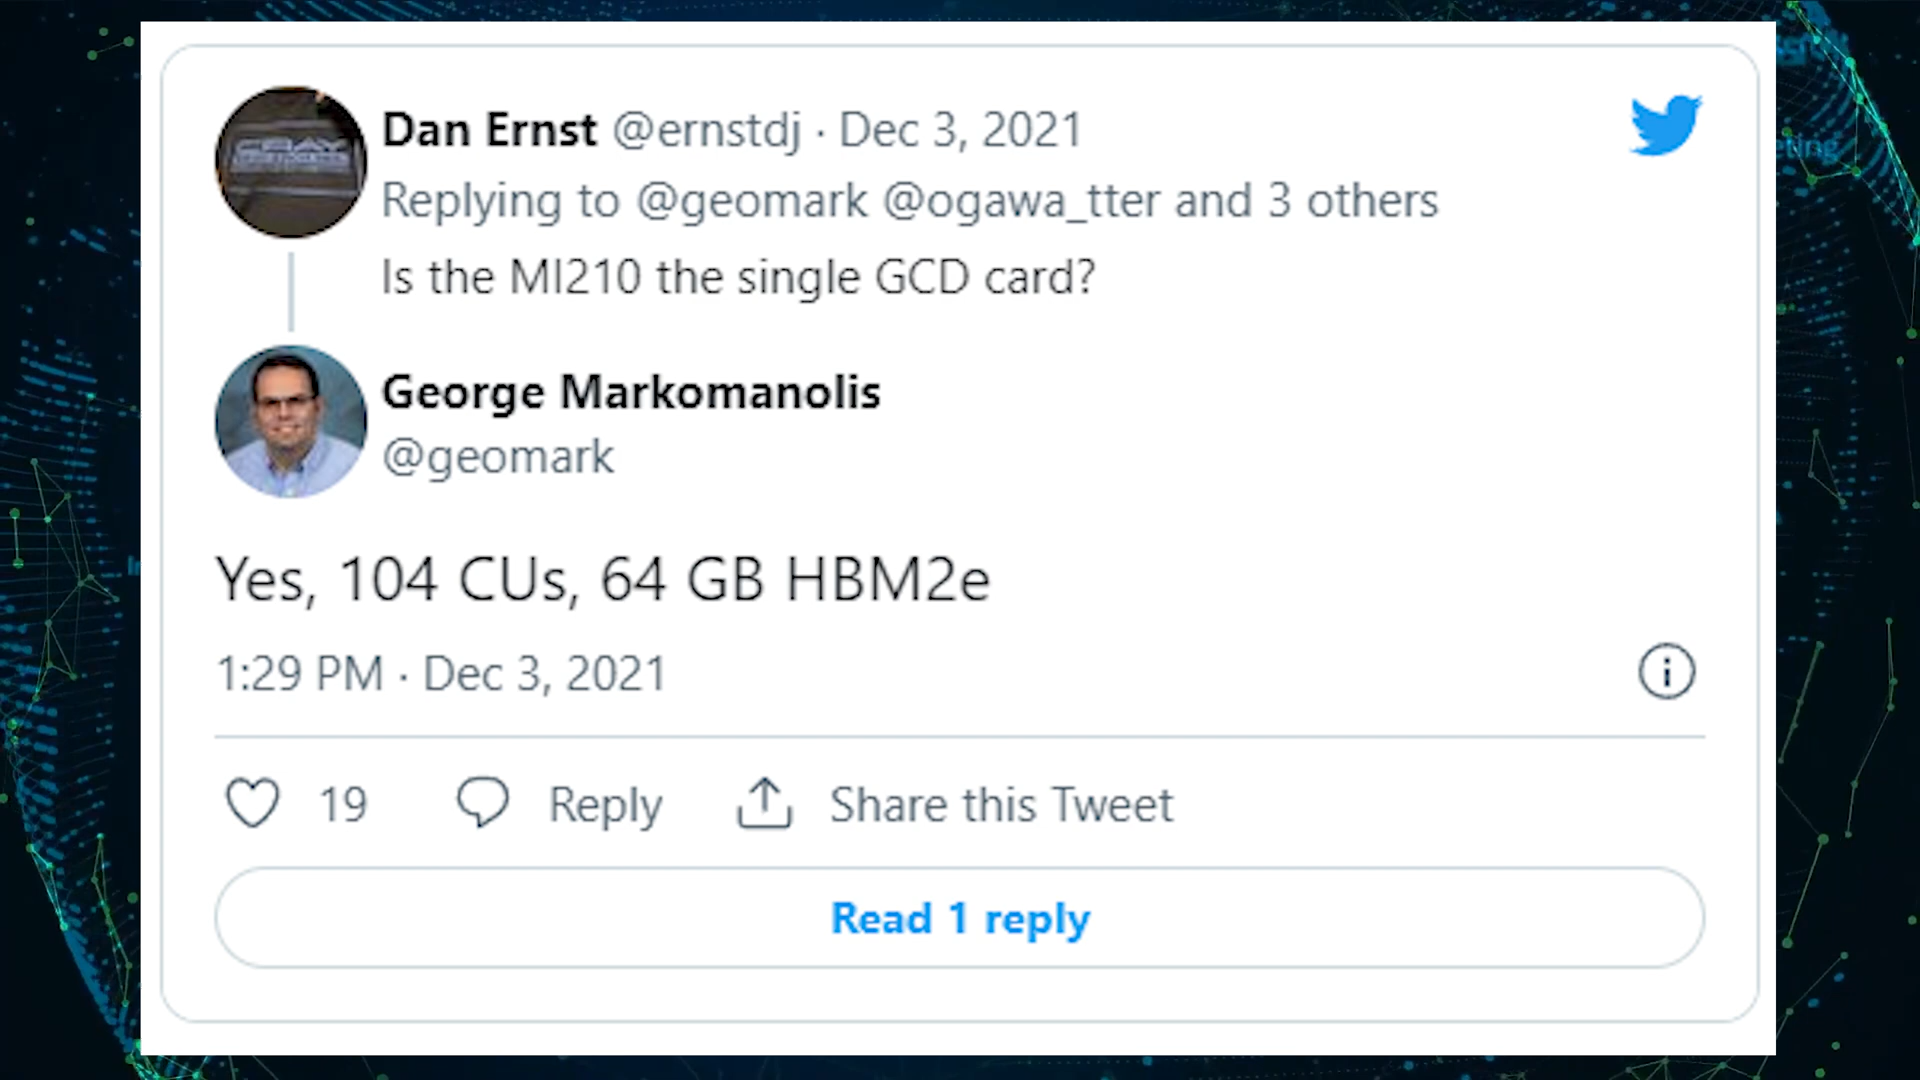 Dan Ernst @ernstdj · Dec 3, 2021
Replying to @geomark @ogawa_tter and 3 others
Is the MI210 the single GCD card?
George Markomanolis
@geomark
Yes, 104 CUs, 64 GB HBM2e
1:29 PM · Dec 3, 2021
19 Reply Share this Tweet
Read 1 reply
CRAY
eting